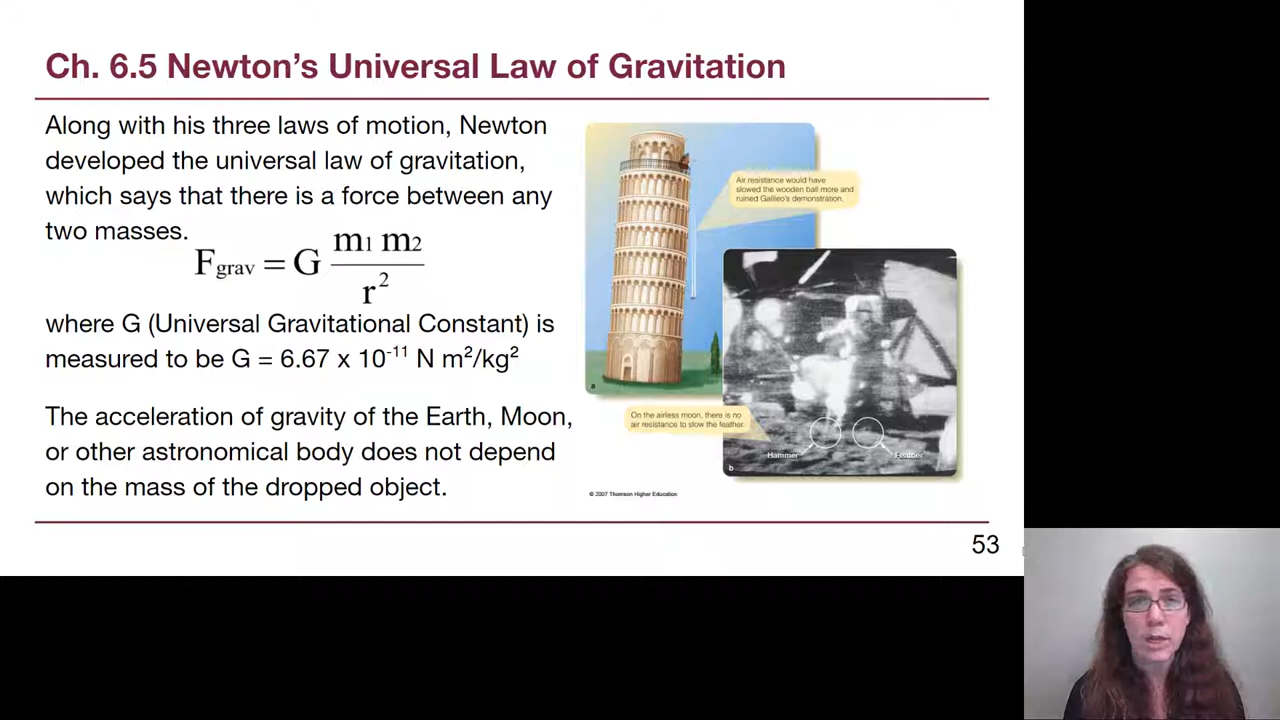 Ch. 6.5 Newton’s Universal Law of Gravitation
Along with his three laws of motion, Newton
developed the universal law of gravitation,
which says that there is a force between any
two masses.
F_grav = G m₁ m₂ / r²
where G (Universal Gravitational Constant) is
measured to be G = 6.67 x 10⁻¹¹ N m²/kg²
The acceleration of gravity of the Earth, Moon,
or other astronomical body does not depend
on the mass of the dropped object.
Air resistance would have
slowed the wooden ball more and
ruined Galileo's demonstration.
a
On the airless moon, there is no
air resistance to slow the feather.
Hammer
Feather
b
© 2007 Thomson Higher Education
53